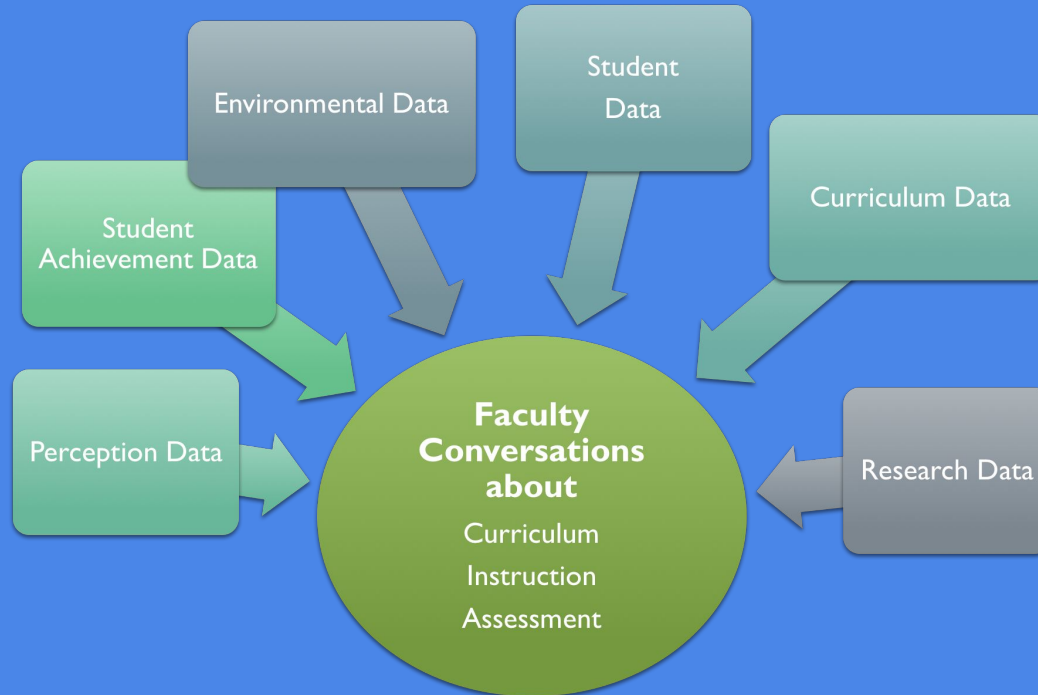 Environmental Data
Student
Data
Curriculum Data
Student
Achievement Data
Perception Data
Research Data
Faculty
Conversations
about
Curriculum
Instruction
Assessment